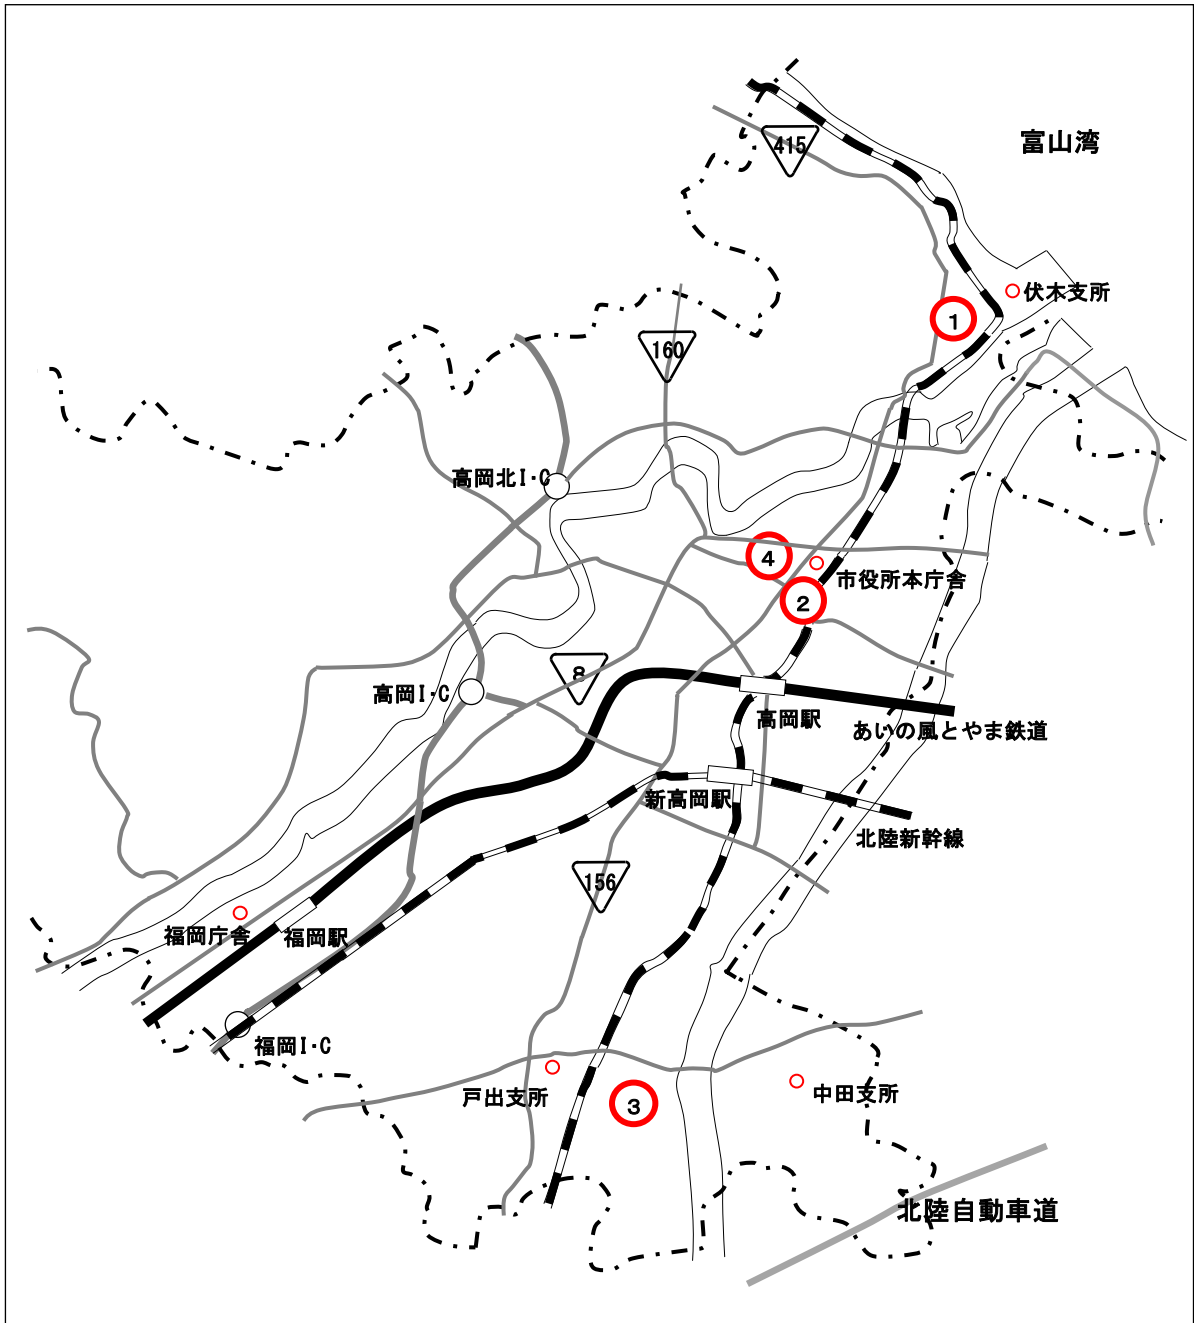 富山湾
415
伏木支所
1
160
高岡北I・C
4
市役所本庁舎
2
8
高岡I・C
高岡駅
あいの風とやま鉄道
新高岡駅
北陸新幹線
156
福岡庁舎
福岡駅
福岡I・C
戸出支所
3
中田支所
北陸自動車道